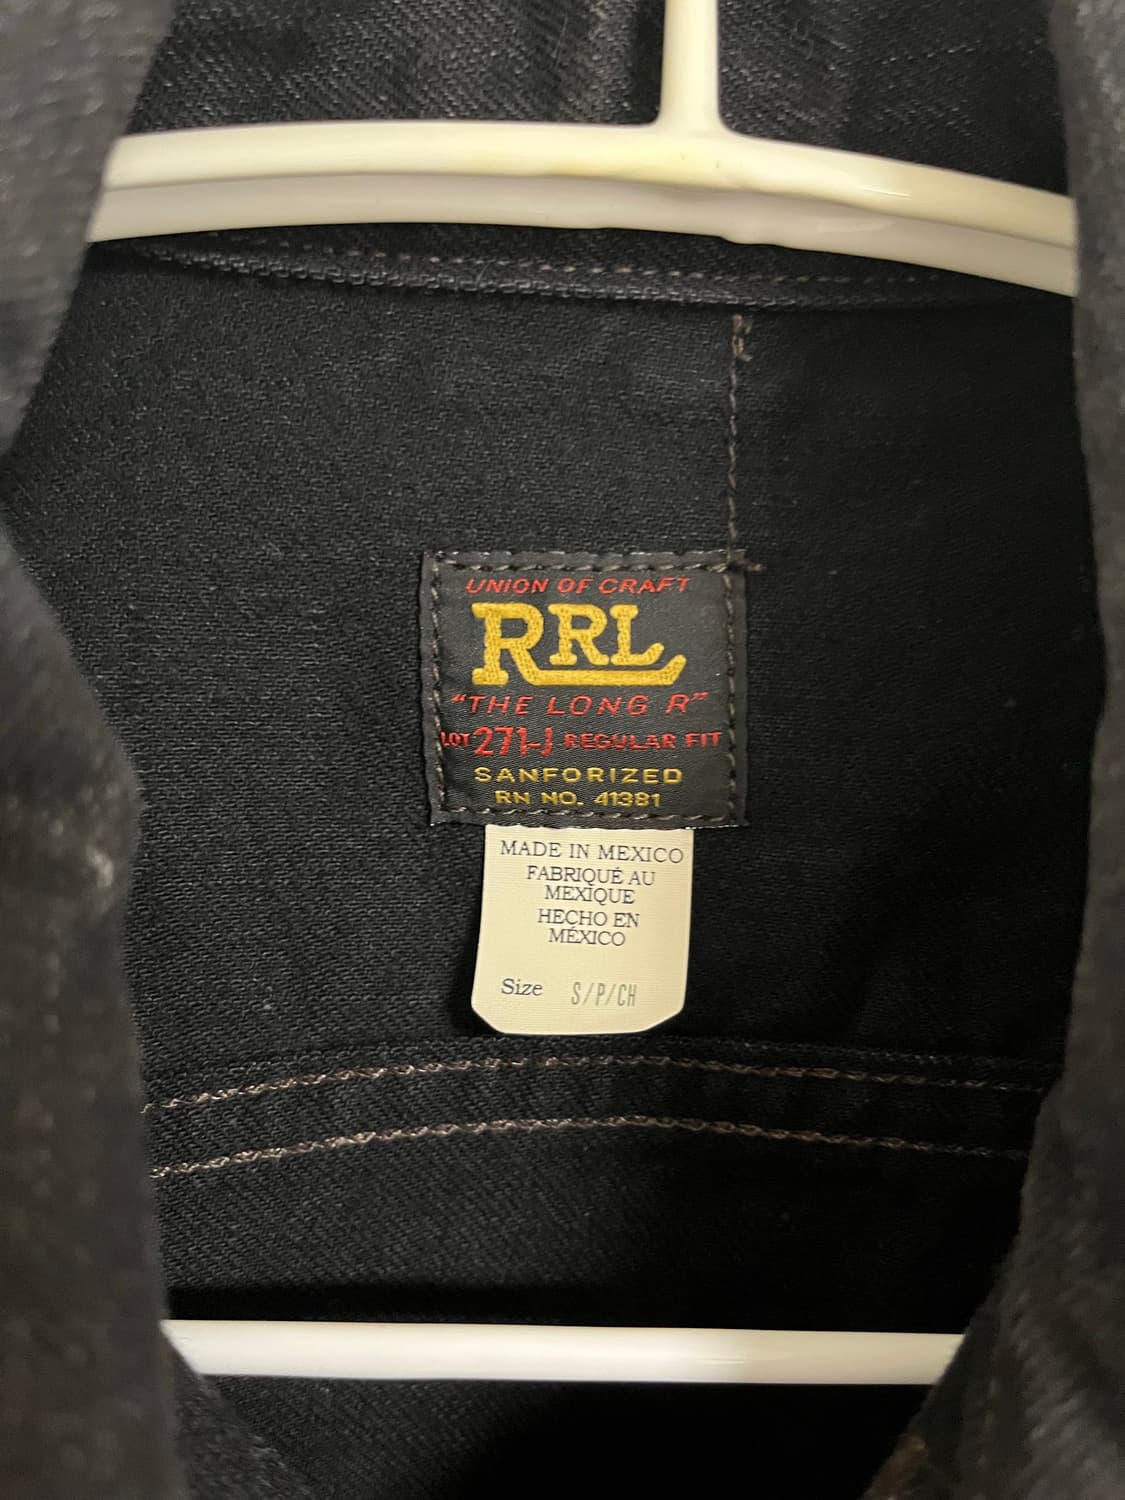 UNION OF CRAFT
RRL
"THE LONG R"
LOT 271-J REGULAR FIT
SANFORIZED
RN NO. 41381
MADE IN MEXICO
FABRIQUÉ AU
MEXIQUE
HECHO EN
MÉXICO
Size S/P/CH